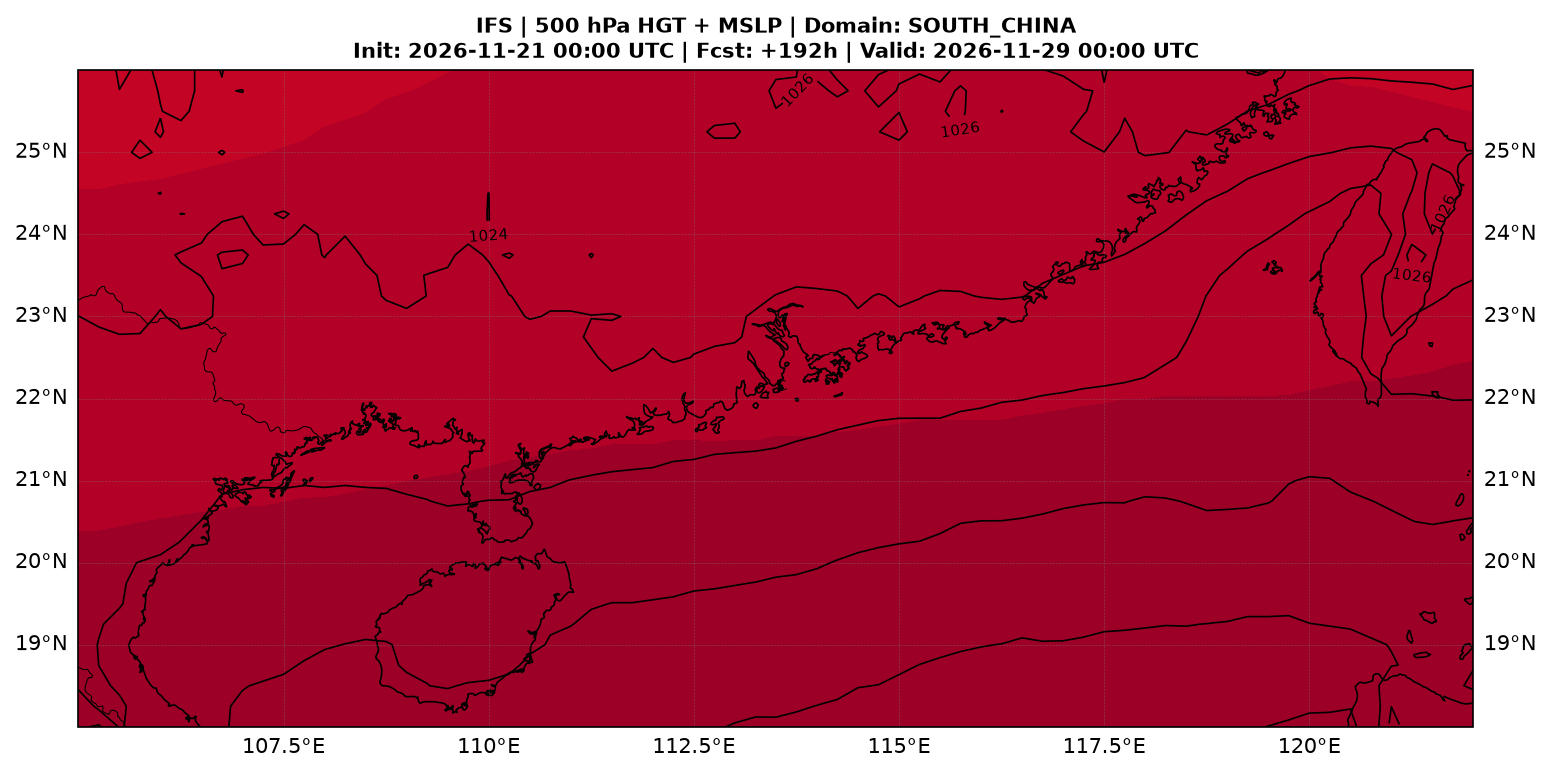 IFS | 500 hPa HGT + MSLP | Domain: SOUTH_CHINA
Init: 2026-11-21 00:00 UTC | Fcst: +192h | Valid: 2026-11-29 00:00 UTC
1026
1026
25°N
25°N
1026
24°N
1024
24°N
1026
23°N
23°N
22°N
22°N
21°N
21°N
20°N
20°N
19°N
19°N
107.5°E
110°E
112.5°E
115°E
117.5°E
120°E